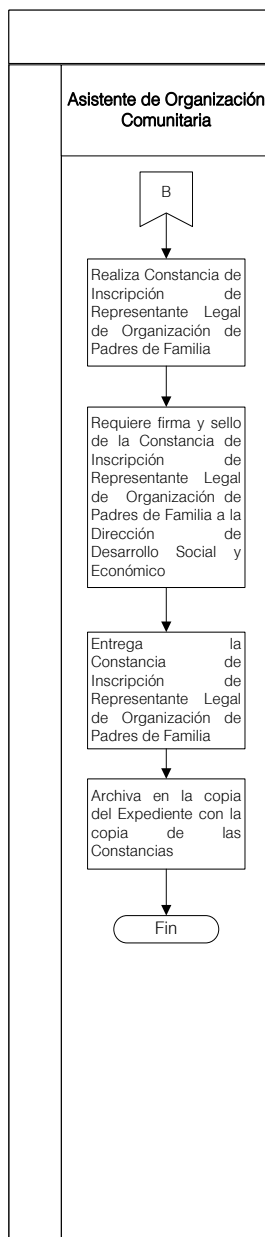 Asistente de Organización
Comunitaria
B
Realiza Constancia de
Inscripción de
Representante Legal
de Organización de
Padres de Familia
Requiere firma y sello
de la Constancia de
Inscripción de
Representante Legal
de Organización de
Padres de Familia a la
Dirección de
Desarrollo Social y
Económico
Entrega la
Constancia de
Inscripción de
Representante Legal
de Organización de
Padres de Familia
Archiva en la copia
del Expediente con la
copia de las
Constancias
Fin